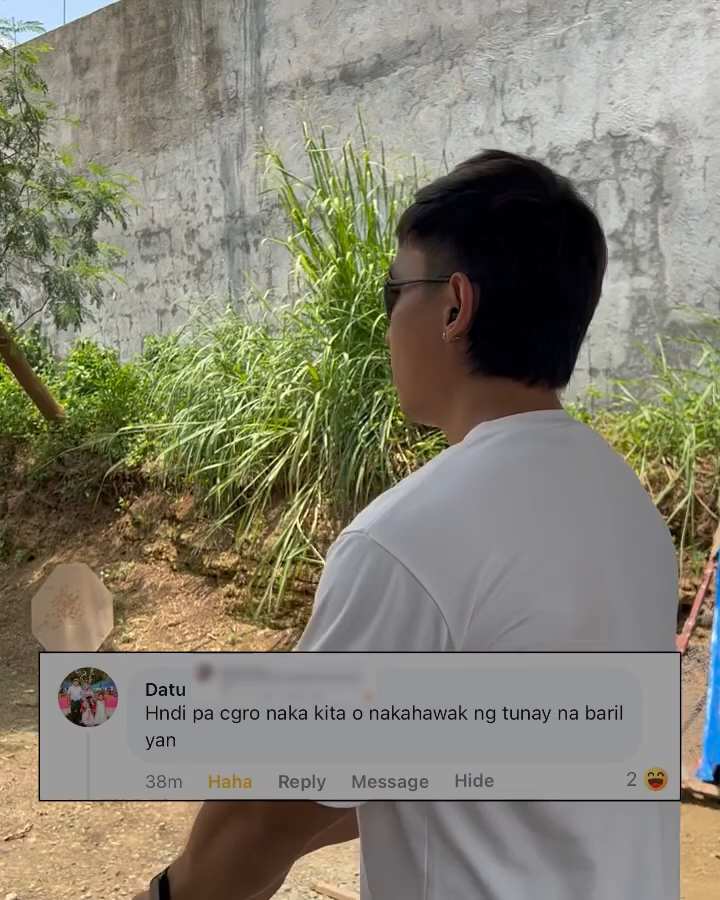 Datu
Hndi pa cgro naka kita o nakahawak ng tunay na baril
yan
38m Haha Reply Message Hide 2